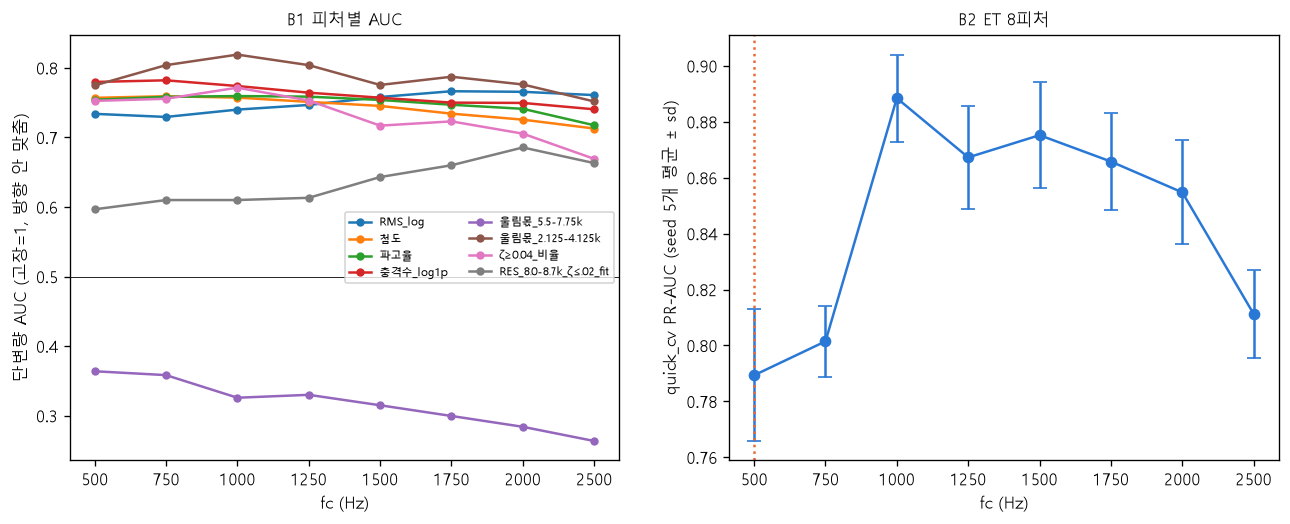 B1 피처별 AUC
단변량 AUC (고장=1, 방향 안 맞춤)
0.8
0.7
0.6
0.5
0.4
0.3
RMS_log
첨도
파고율
충격수_log1p
울림몫_5.5-7.75k
울림몫_2.125-4.125k
ζ≥0.04_비율
RES_8.0-8.7k_ζ≤.02_fit
500 750 1000 1250 1500 1750 2000 2500
fc (Hz)
B2 ET 8피처
quick_cv PR-AUC (seed 5개 평균 ± sd)
0.90
0.88
0.86
0.84
0.82
0.80
0.78
0.76
500 750 1000 1250 1500 1750 2000 2500
fc (Hz)